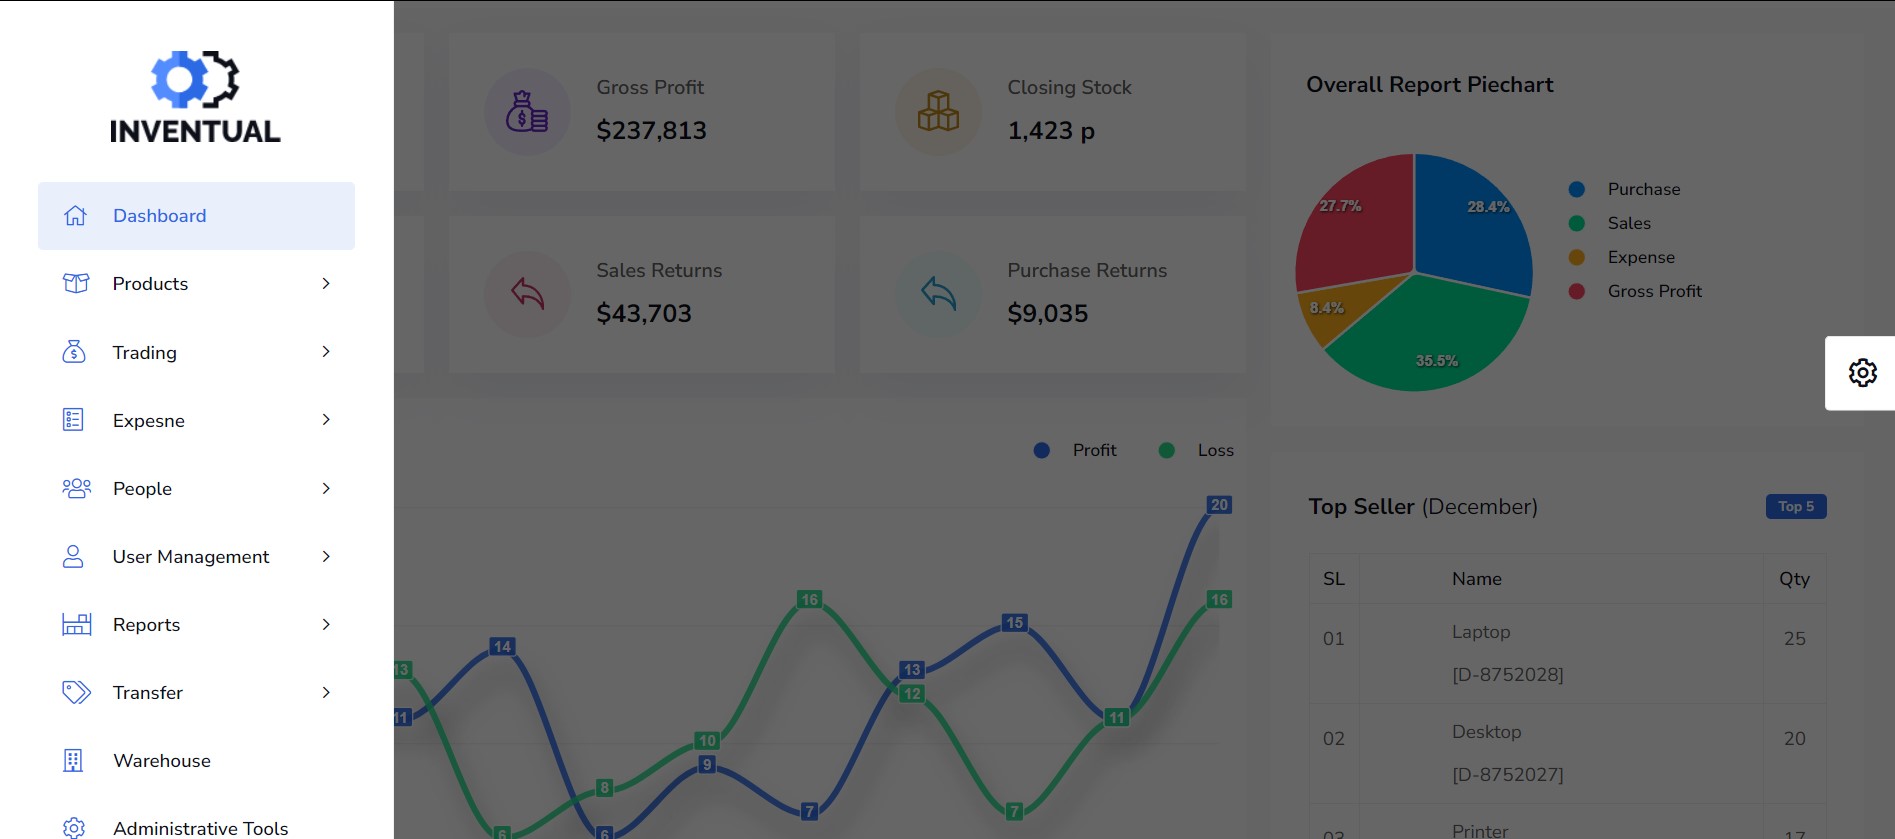 INVENTUAL
Dashboard
Products
Trading
Expesne
People
User Management
Reports
Transfer
Warehouse
Administrative Tools
Gross Profit
$237,813
Closing Stock
1,423 p
Sales Returns
$43,703
Purchase Returns
$9,035
Profit Loss
20
16
16
15
14
13
13
12
11
11
10
9
8
7
7
6
6
Overall Report Piechart
27.7%
28.4%
8.4%
35.5%
Purchase
Sales
Expense
Gross Profit
Top Seller (December) Top 5
SL Name Qty
01 Laptop 25
[D-8752028]
02 Desktop 20
[D-8752027]
03 Printer 17